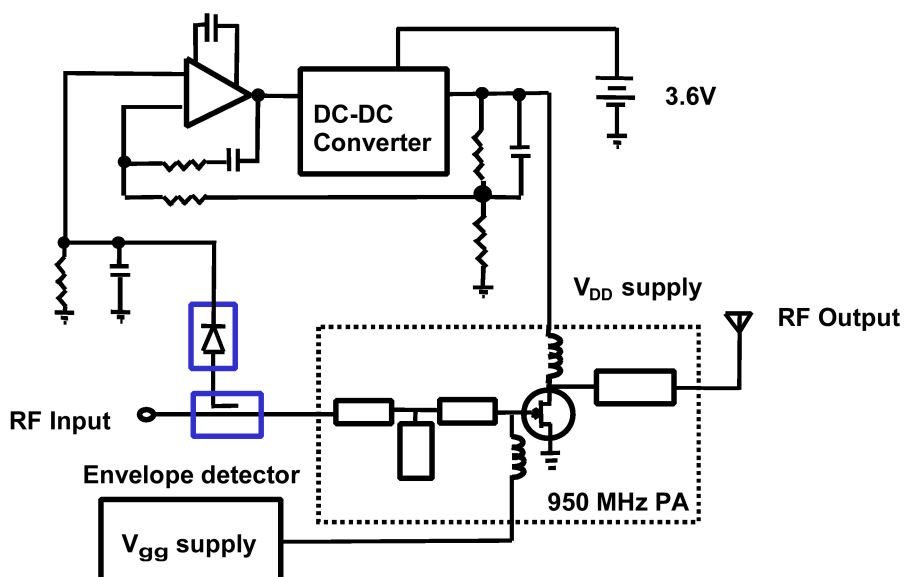 DC-DC
Converter
3.6V
VDD supply
RF Output
RF Input
Envelope detector
950 MHz PA
Vgg supply